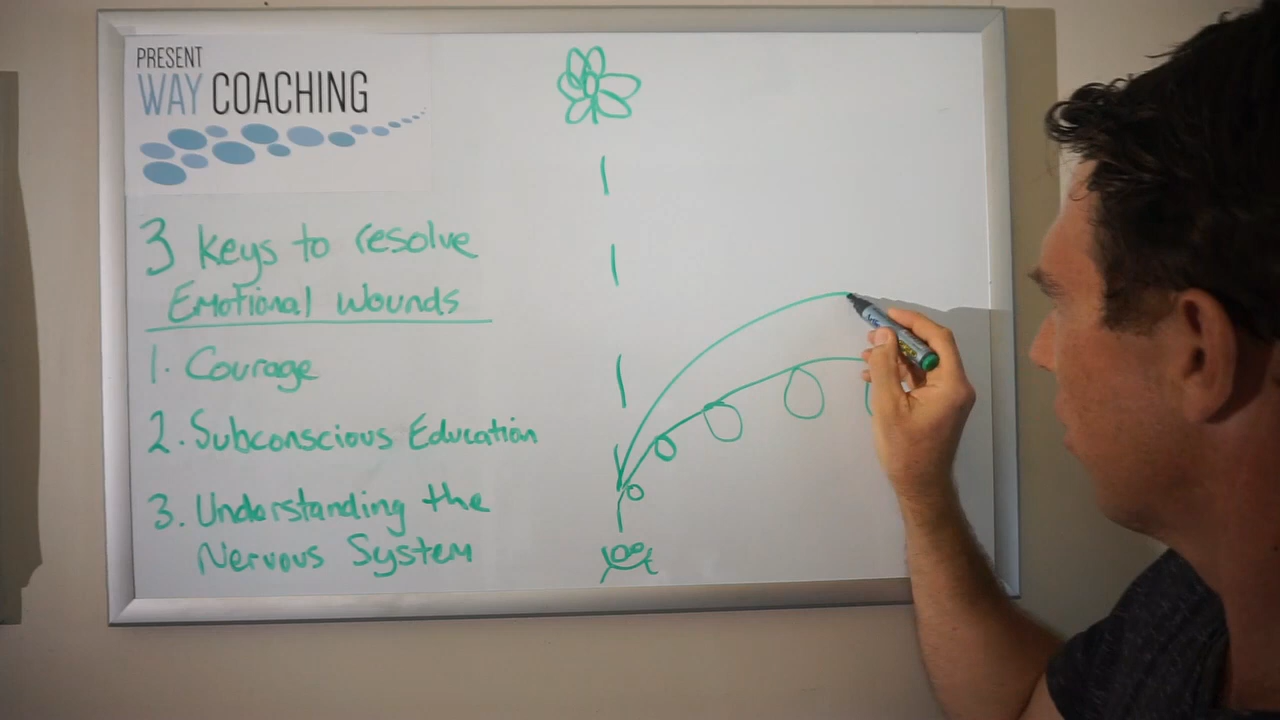 PRESENT
WAY COACHING
3 Keys to resolve
Emotional Wounds
1. Courage
2. Subconscious Education
3. Understanding the
Nervous System